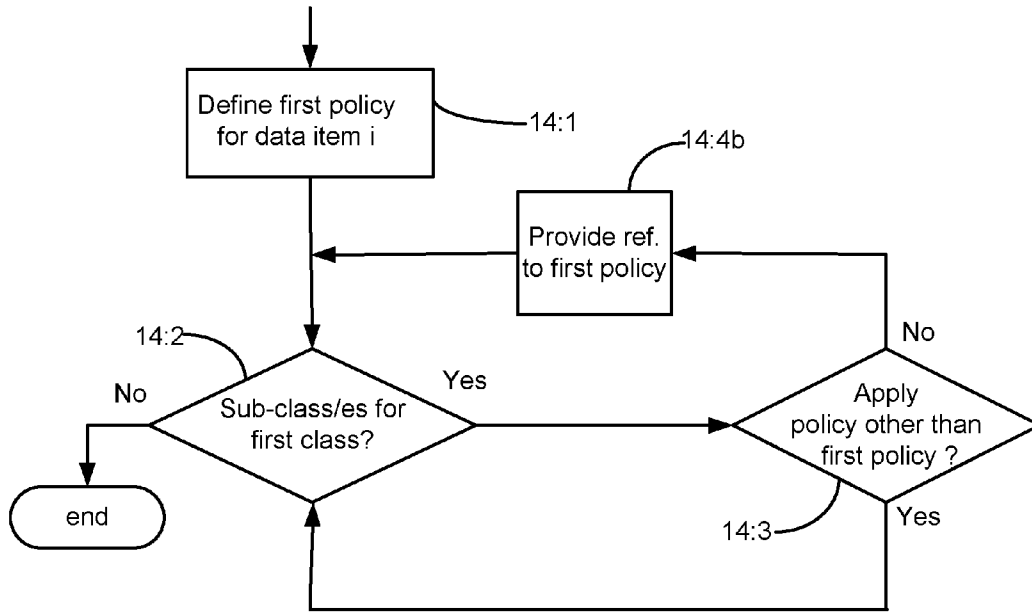 Define first policy
for data item i
14:1
14:4b
Provide ref.
to first policy
14:2
No
Yes
No
Sub-class/es for
first class?
Apply
policy other than
first policy ?
end
14:3
Yes